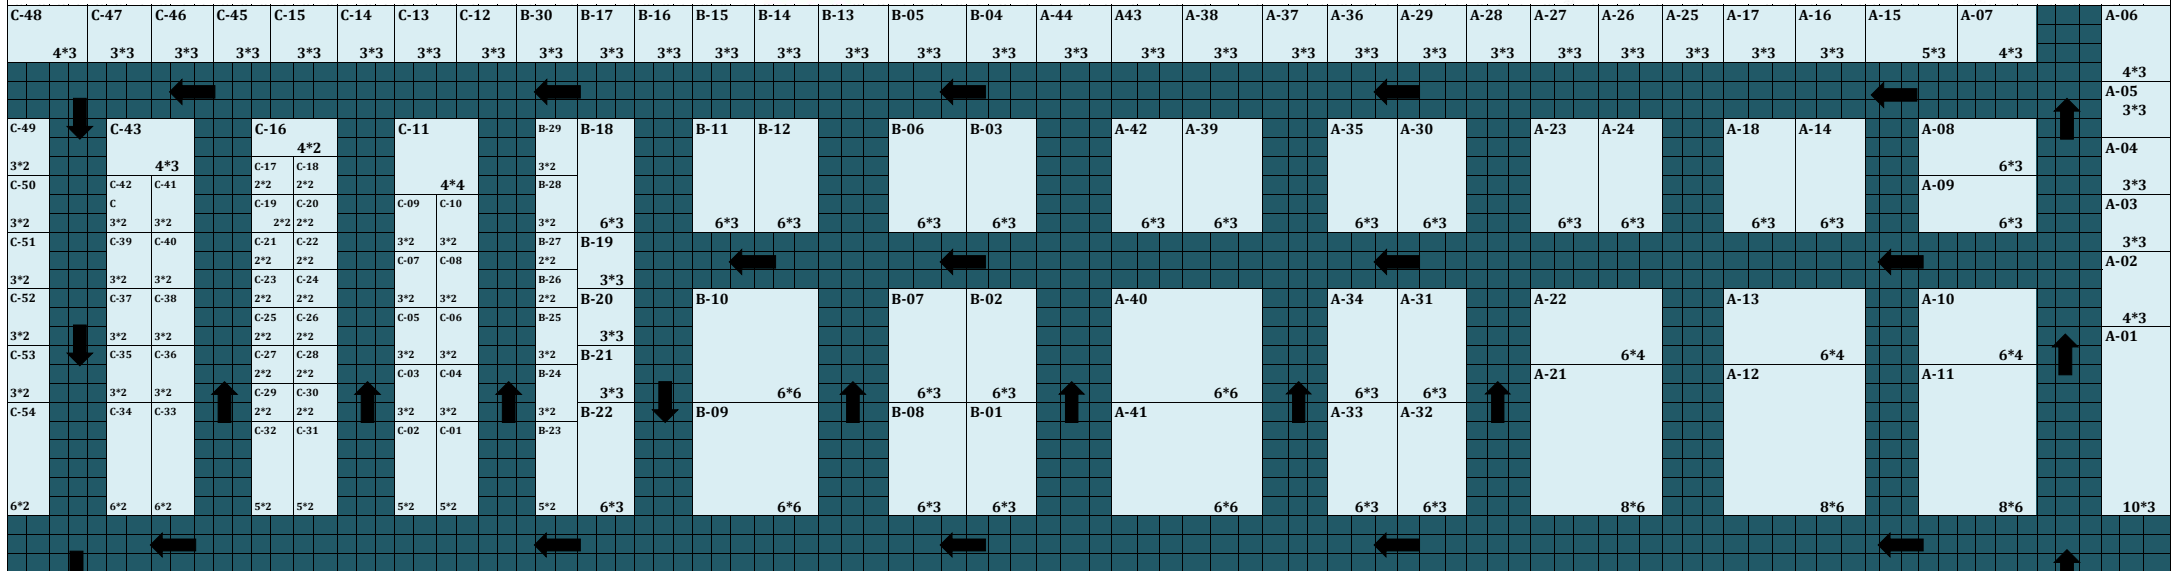 C-48 C-47 C-46 C-45 C-15 C-14 C-13 C-12 B-30 B-17 B-16 B-15 B-14 B-13 B-05 B-04 A-44 A43 A-38 A-37 A-36 A-29 A-28 A-27 A-26 A-25 A-17 A-16 A-15 A-07 A-06
4*3 3*3 3*3 3*3 3*3 3*3 3*3 3*3 3*3 3*3 3*3 3*3 3*3 3*3 3*3 3*3 3*3 3*3 3*3 3*3 3*3 3*3 3*3 3*3 3*3 3*3 3*3 3*3 5*3 4*3
4*3
A-05
3*3
C-49 C-43 C-16 C-11 B-29 B-18 B-11 B-12 B-06 B-03 A-42 A-39 A-35 A-30 A-23 A-24 A-18 A-14 A-08
4*2 A-04
3*2 4*3 C-17 C-18 3*2 6*3
C-50 C-42 C-41 2*2 2*2 4*4 B-28 A-09 3*3
C C-19 C-20 C-09 C-10 A-03
3*2 3*2 3*2 2*2 2*2 3*2 6*3 6*3 6*3 6*3 6*3 6*3 6*3 6*3 6*3 6*3 6*3 6*3 6*3 6*3
C-51 C-39 C-40 C-21 C-22 3*2 3*2 B-27 B-19 3*3
2*2 2*2 C-07 C-08 2*2 A-02
3*2 3*2 3*2 C-23 C-24 B-26 3*3
C-52 C-37 C-38 2*2 2*2 3*2 3*2 2*2 B-20 B-10 B-07 B-02 A-40 A-34 A-31 A-22 A-13 A-10
C-25 C-26 C-05 C-06 B-25 4*3
3*2 3*2 3*2 2*2 2*2 3*3 A-01
C-53 C-35 C-36 C-27 C-28 3*2 3*2 3*2 B-21 6*4 6*4 6*4
2*2 2*2 C-03 C-04 B-24 A-21 A-12 A-11
3*2 3*2 3*2 C-29 C-30 3*3 6*6 6*3 6*3 6*6 6*3 6*3
C-54 C-34 C-33 2*2 2*2 3*2 3*2 3*2 B-22 B-09 B-08 B-01 A-41 A-33 A-32
C-32 C-31 C-02 C-01 B-23
6*2 6*2 6*2 5*2 5*2 5*2 5*2 5*2 6*3 6*6 6*3 6*3 6*6 6*3 6*3 8*6 8*6 8*6 10*3